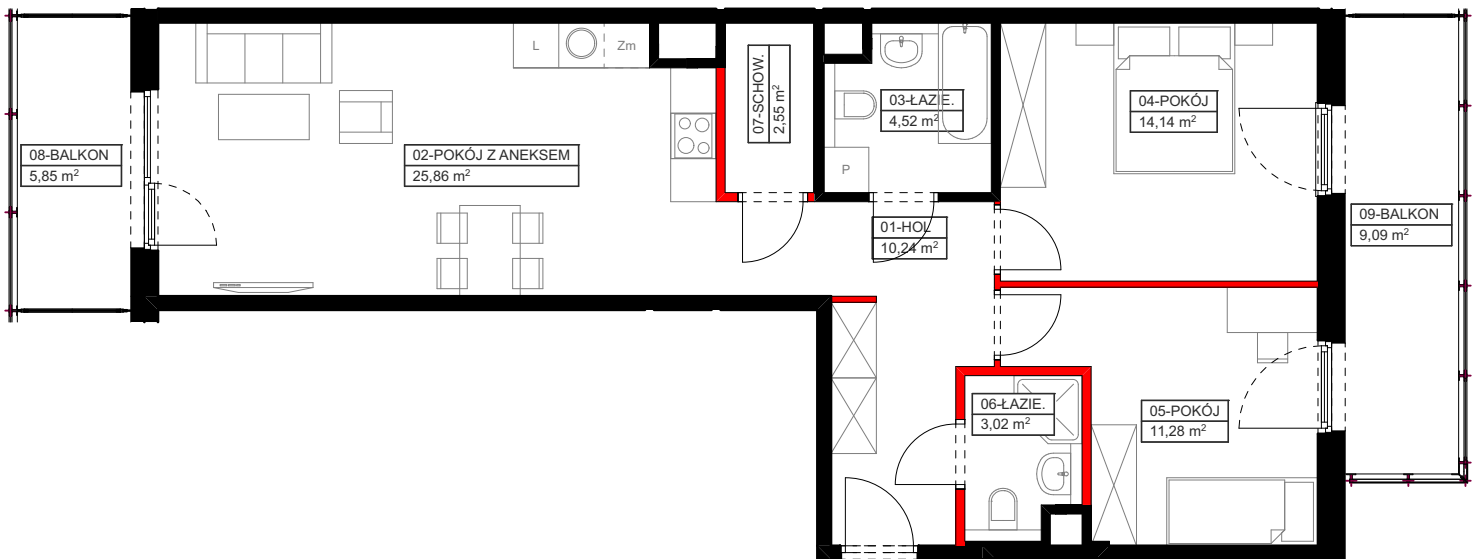 L
Zm
07-SCHOW.
2,55 m²
03-ŁAZIE.
4,52 m²
04-POKÓJ
14,14 m²
08-BALKON
5,85 m²
02-POKÓJ Z ANEKSEM
25,86 m²
P
01-HOL
10,24 m²
09-BALKON
9,09 m²
06-ŁAZIE.
3,02 m²
05-POKÓJ
11,28 m²